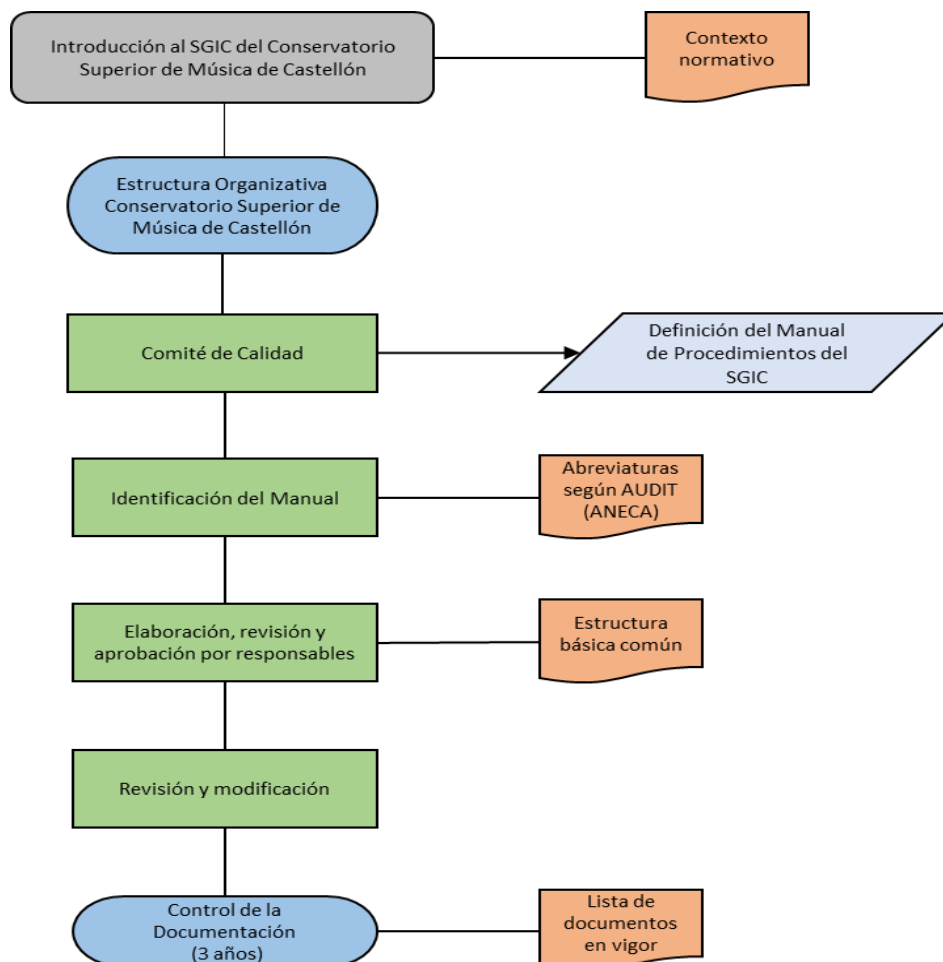 Introducción al SGIC del Conservatorio
Superior de Música de Castellón
Contexto
normativo
Estructura Organizativa
Conservatorio Superior de
Música de Castellón
Comité de Calidad
Definición del Manual
de Procedimientos del
SGIC
Identificación del Manual
Abreviaturas
según AUDIT
(ANECA)
Elaboración, revisión y
aprobación por responsables
Estructura
básica común
Revisión y modificación
Control de la
Documentación
(3 años)
Lista de
documentos
en vigor